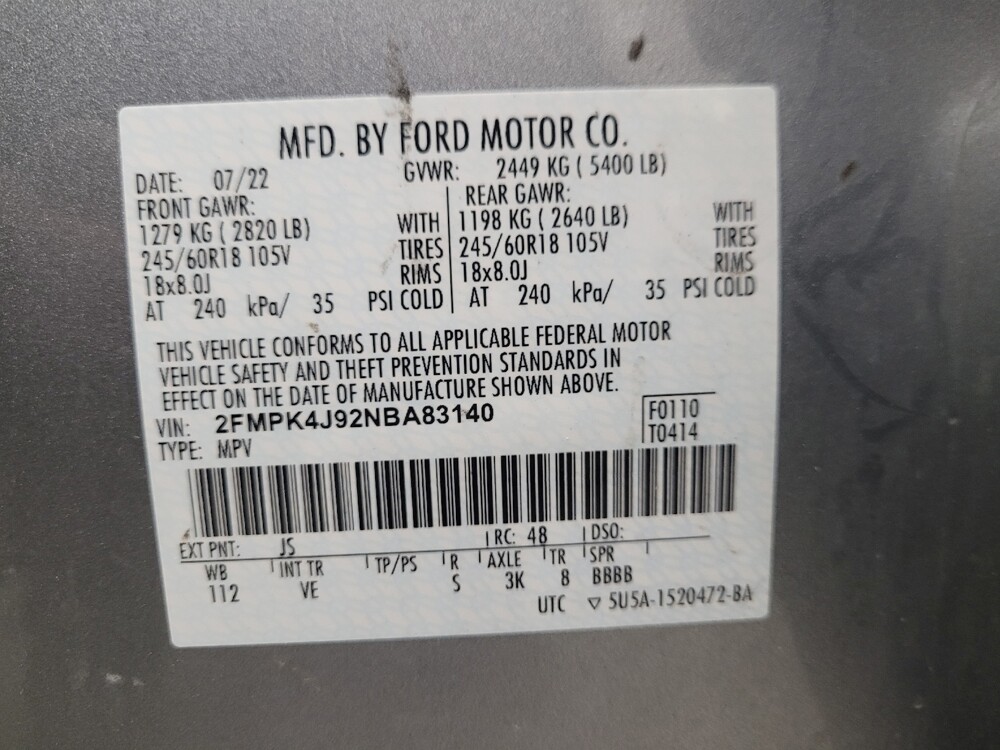 MFD. BY FORD MOTOR CO.
DATE: 07/22 GVWR: 2449 KG ( 5400 LB)
FRONT GAWR: REAR GAWR:
1279 KG ( 2820 LB) WITH 1198 KG ( 2640 LB) WITH
245/60R18 105V TIRES 245/60R18 105V TIRES
18x8.0J RIMS 18x8.0J RIMS
AT 240 kPa/ 35 PSI COLD AT 240 kPa/ 35 PSI COLD
THIS VEHICLE CONFORMS TO ALL APPLICABLE FEDERAL MOTOR
VEHICLE SAFETY AND THEFT PREVENTION STANDARDS IN
EFFECT ON THE DATE OF MANUFACTURE SHOWN ABOVE.
VIN: 2FMPK4J92NBA83140 F0110
TYPE: MPV T0414
EXT PNT: JS RC: 48 DSO:
WB INT TR TP/PS R AXLE TR SPR
112 VE S 3K 8 BBBB
UTC ▽ 5U5A-1520472-BA